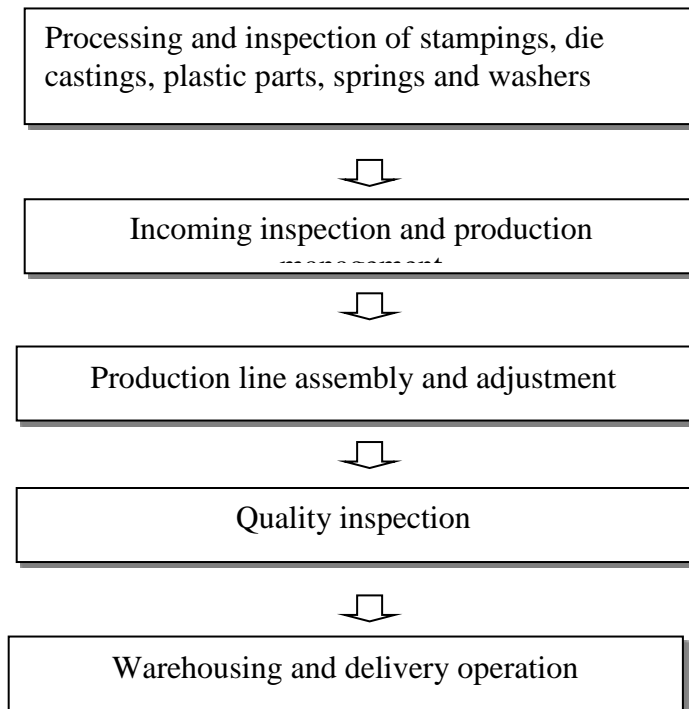 Processing and inspection of stampings, die
castings, plastic parts, springs and washers
Incoming inspection and production
management
Production line assembly and adjustment
Quality inspection
Warehousing and delivery operation